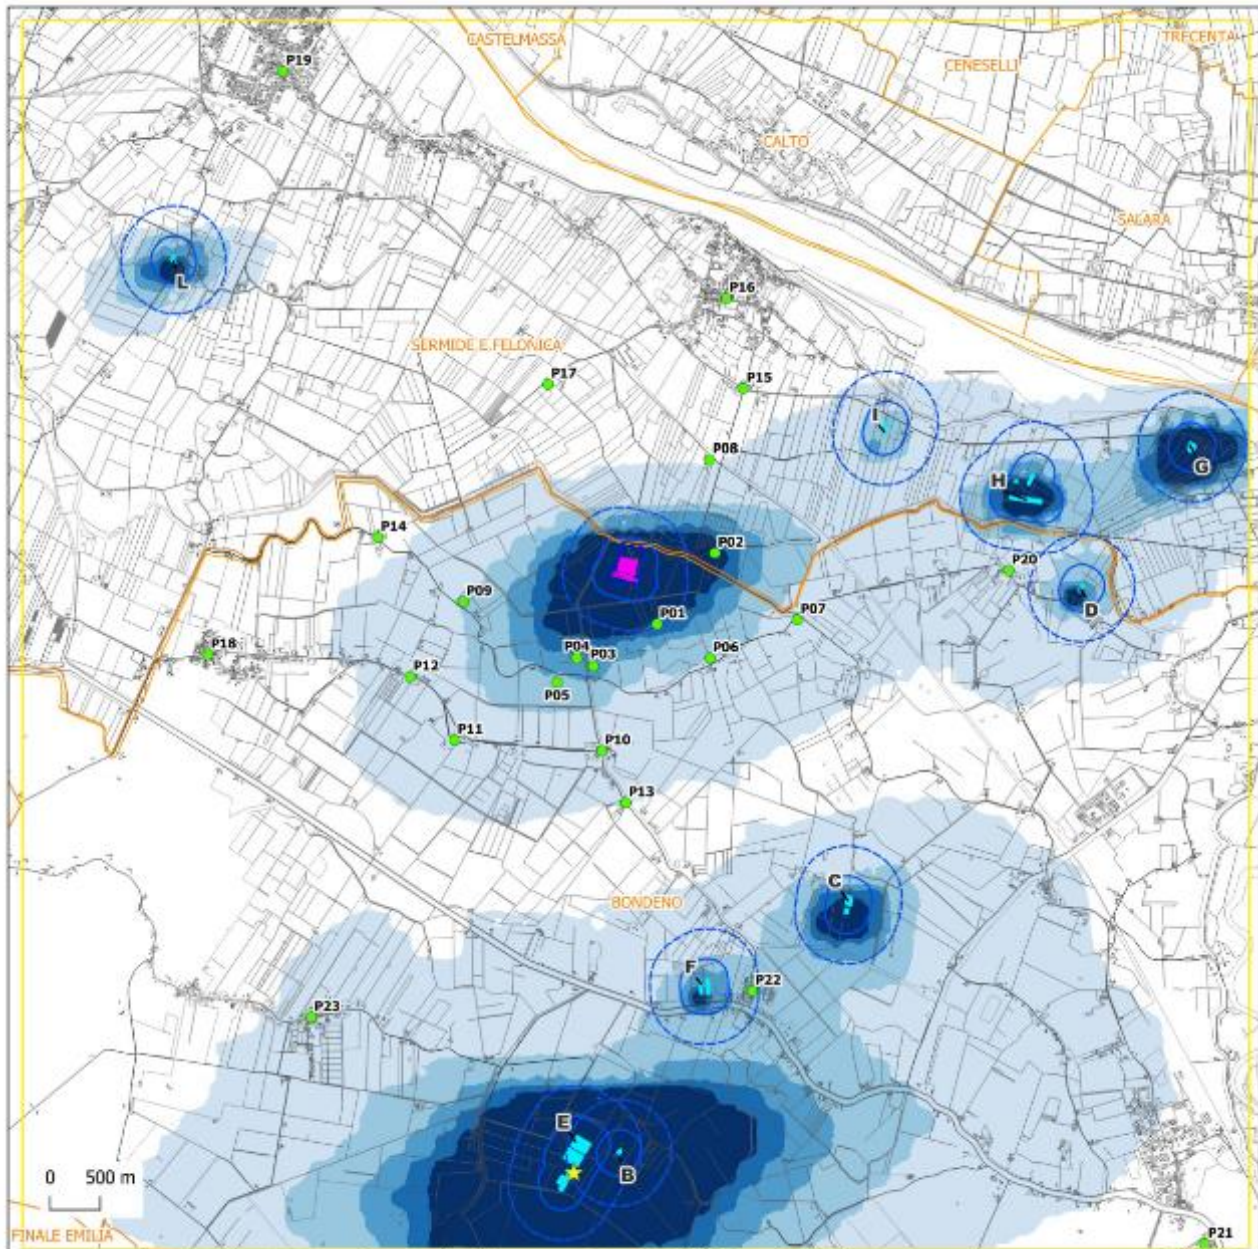 CASTELMASSA
TRECENTA
P19
CENESELLI
CALTO
SALARA
L
P16
SERMIDE E FELONICA
P17
P15
I
P08
G
H
P14
P02
P20
P09
P01
P07
D
P18
P04
P03
P06
P12
P05
P11
P10
P13
C
BONDENO
F
P22
P23
E
B
0 500 m
FINALE EMILIA
P21